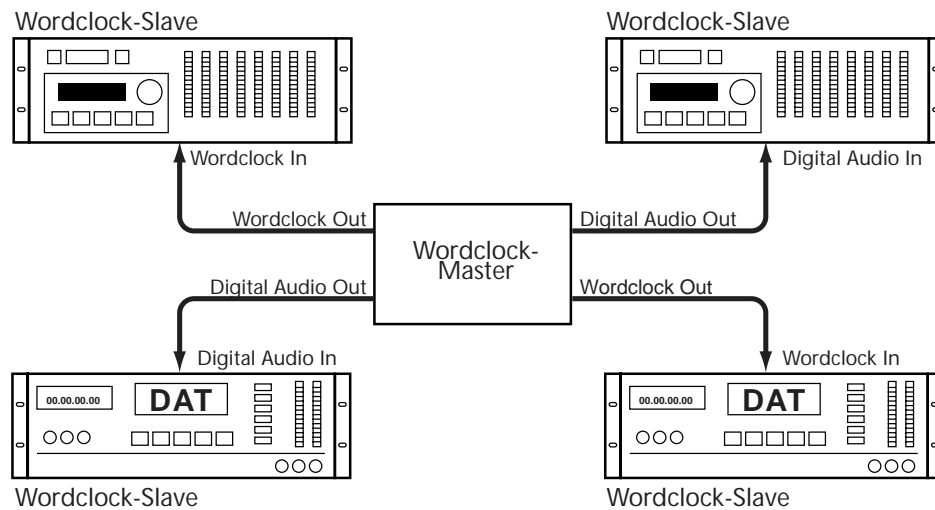 Wordclock-Slave
Wordclock-Slave
Wordclock In
Digital Audio In
Wordclock Out
Digital Audio Out
Wordclock-
Master
Digital Audio Out
Wordclock Out
Digital Audio In
Wordclock In
00.00.00.00
DAT
00.00.00.00
DAT
Wordclock-Slave
Wordclock-Slave